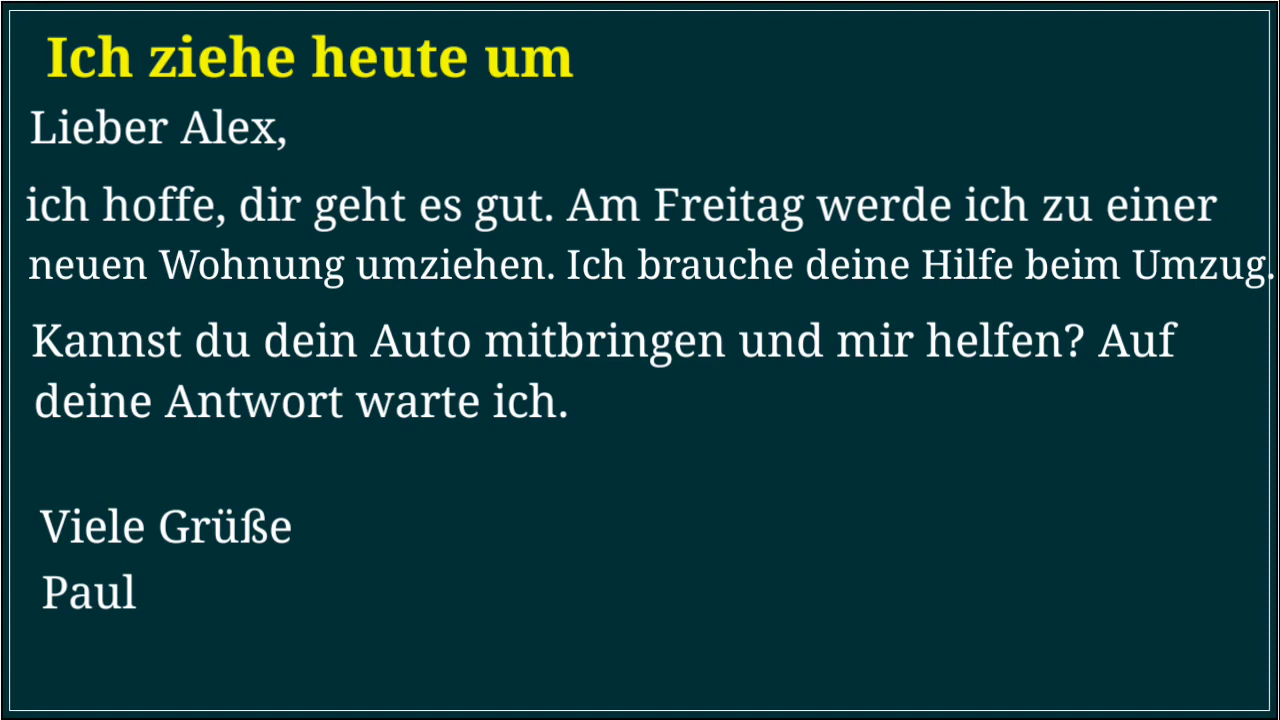 Ich ziehe heute um
Lieber Alex,
ich hoffe, dir geht es gut. Am Freitag werde ich zu einer
neuen Wohnung umziehen. Ich brauche deine Hilfe beim Umzug.
Kannst du dein Auto mitbringen und mir helfen? Auf
deine Antwort warte ich.
Viele Grüße
Paul